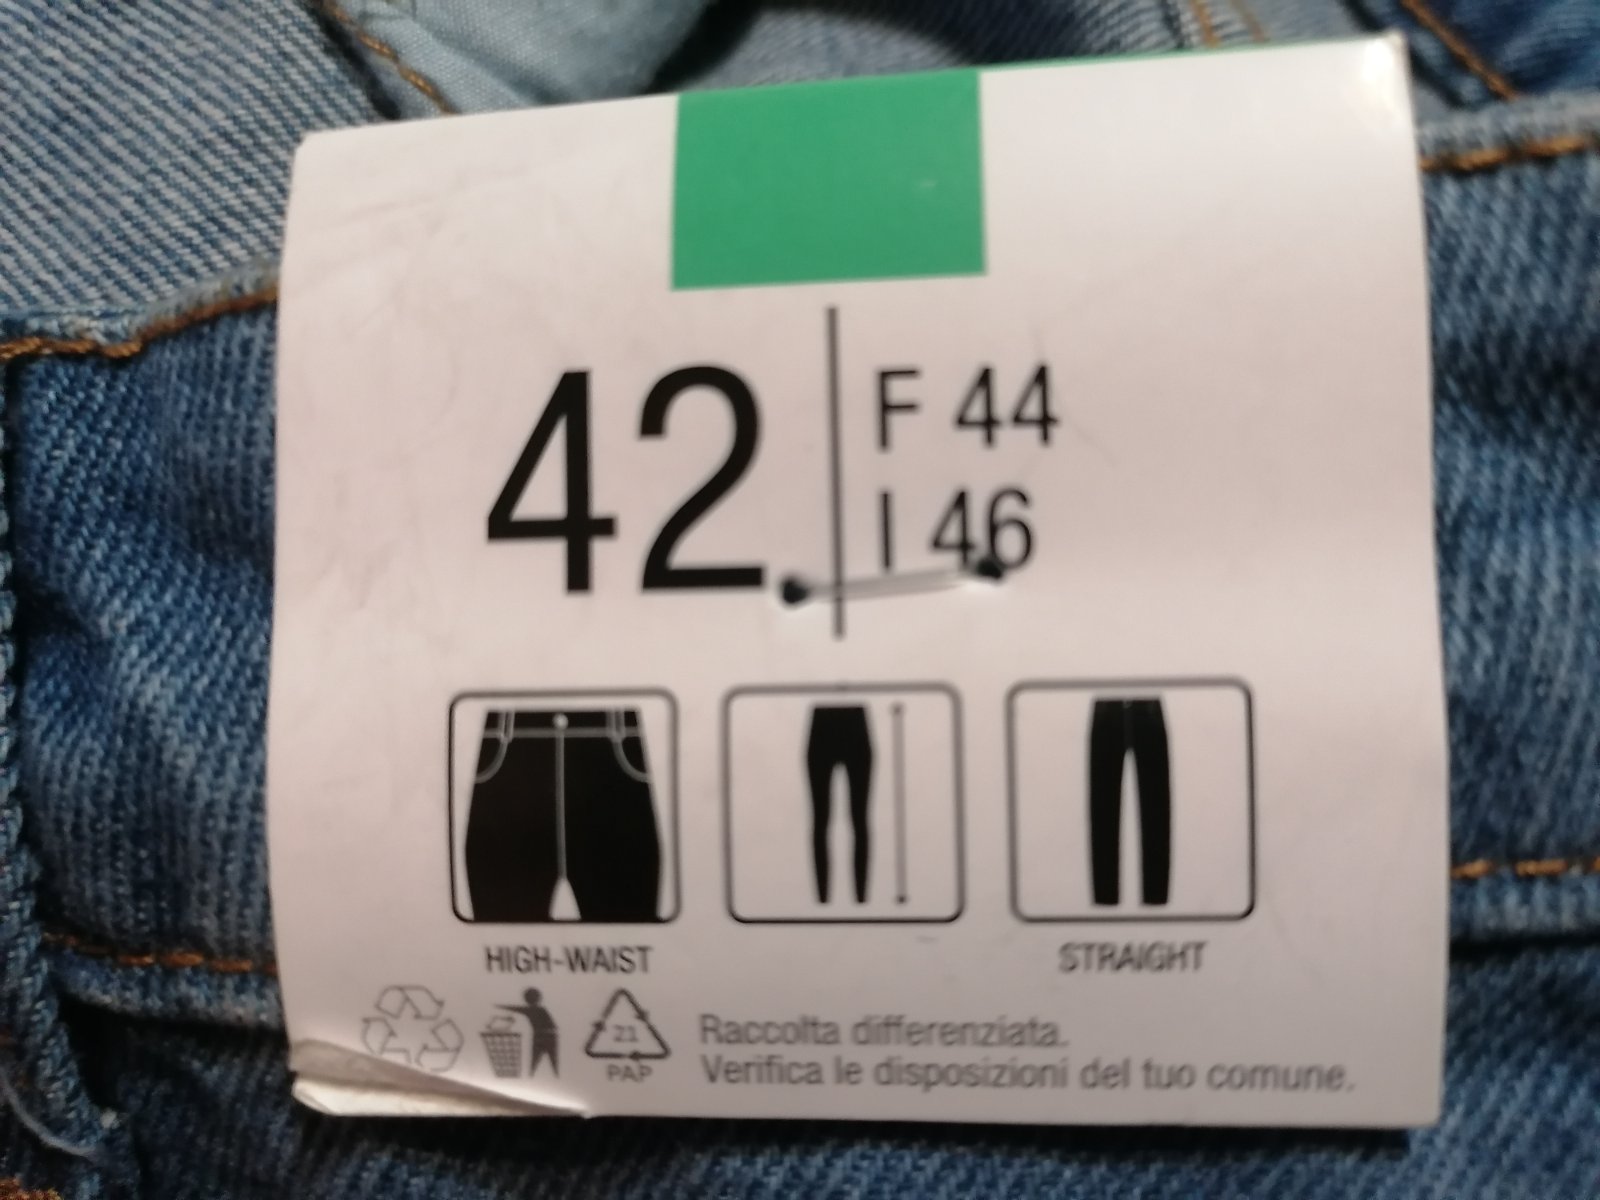 42
F 44
I 46
HIGH-WAIST
STRAIGHT
21
PAP
Raccolta differenziata.
Verifica le disposizioni del tuo comune.